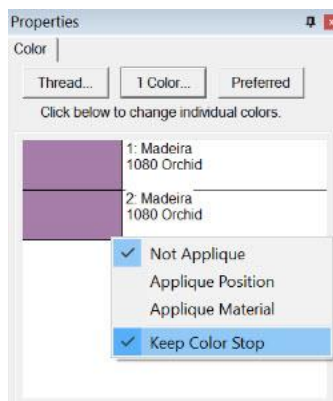 Properties
Color
Thread... 1 Color... Preferred
Click below to change individual colors.
1: Madeira
1080 Orchid
2: Madeira
1080 Orchid
Not Applique
Applique Position
Applique Material
Keep Color Stop